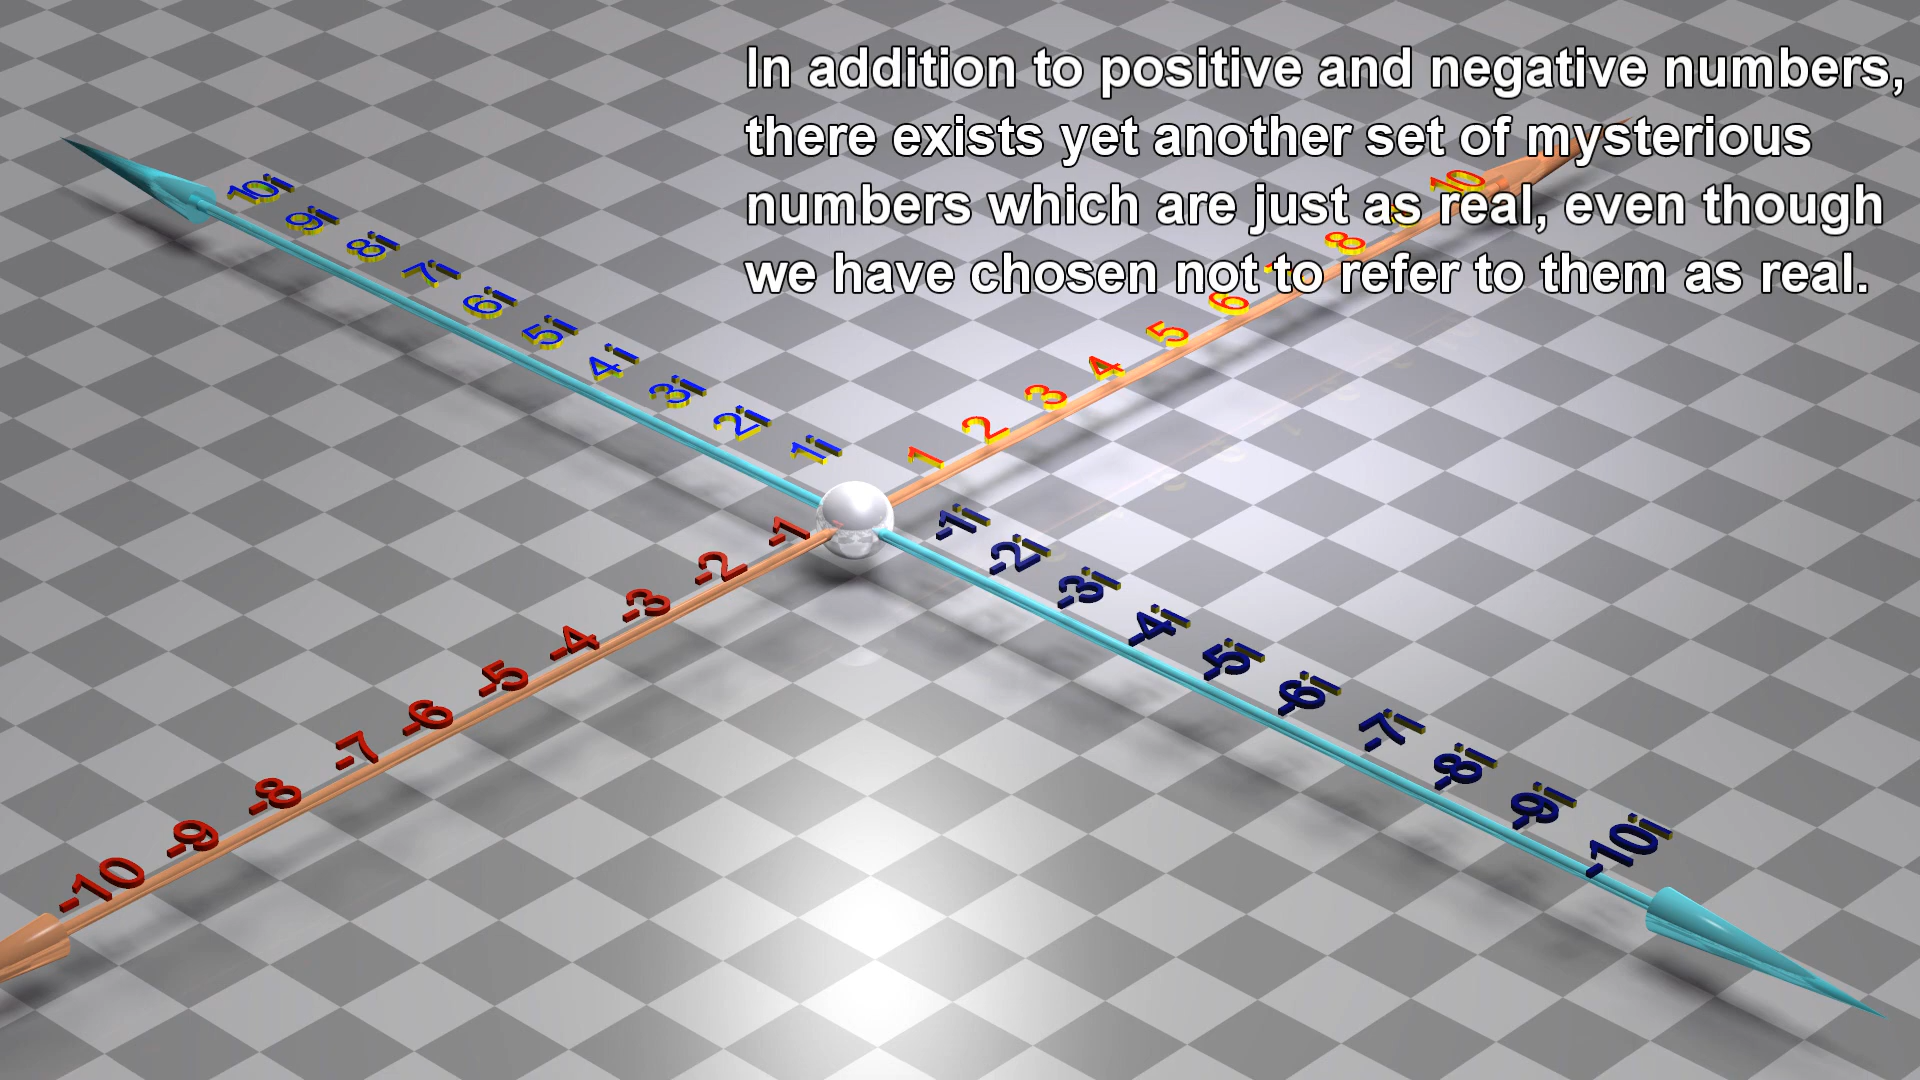 In addition to positive and negative numbers,
there exists yet another set of mysterious
numbers which are just as real, even though
we have chosen not to refer to them as real.
10i
9i
8i
7i
6i
5i
4i
3i
2i
1i
10
8
6
5
4
3
2
1
-1
-2
-3
-4
-5
-6
-7
-8
-9
-10
-1i
-2i
-3i
-4i
-5i
-6i
-7i
-8i
-9i
-10i